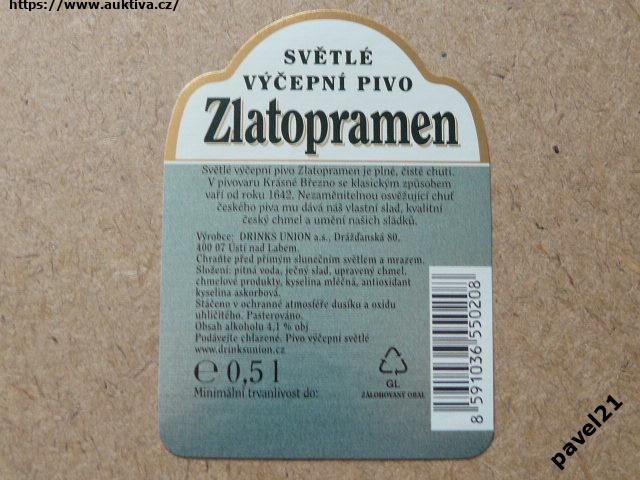 https://www.auktiva.cz/
SVĚTLÉ
VÝČEPNÍ PIVO
Zlatopramen
Světlé výčepní pivo Zlatopramen je plné, čisté chuti.
V pivovaru Krásné Březno se klasickým způsobem
vaří od roku 1642. Nezaměnitelnou osvěžující chuť
českého piva mu dává náš vlastní slad, kvalitní
český chmel a umění našich sládků.
Výrobce: DRINKS UNION a.s., Drážďanská 80,
400 07 Ústí nad Labem.
Chraňte před přímým slunečním světlem a mrazem.
Složení: pitná voda, ječný slad, upravený chmel,
chmelové produkty, kyselina mléčná, antioxidant
kyselina askorbová.
Stáčeno v ochranné atmosféře dusíku a oxidu
uhličitého. Pasterováno.
Obsah alkoholu 4,1 % obj
Podávejte chlazené. Pivo výčepní světlé
www.drinksunion.cz
℮ 0,5 l
Minimální trvanlivost do:
GL
ZÁLOHOVANÝ OBAL
8 591036 550208
pavel21